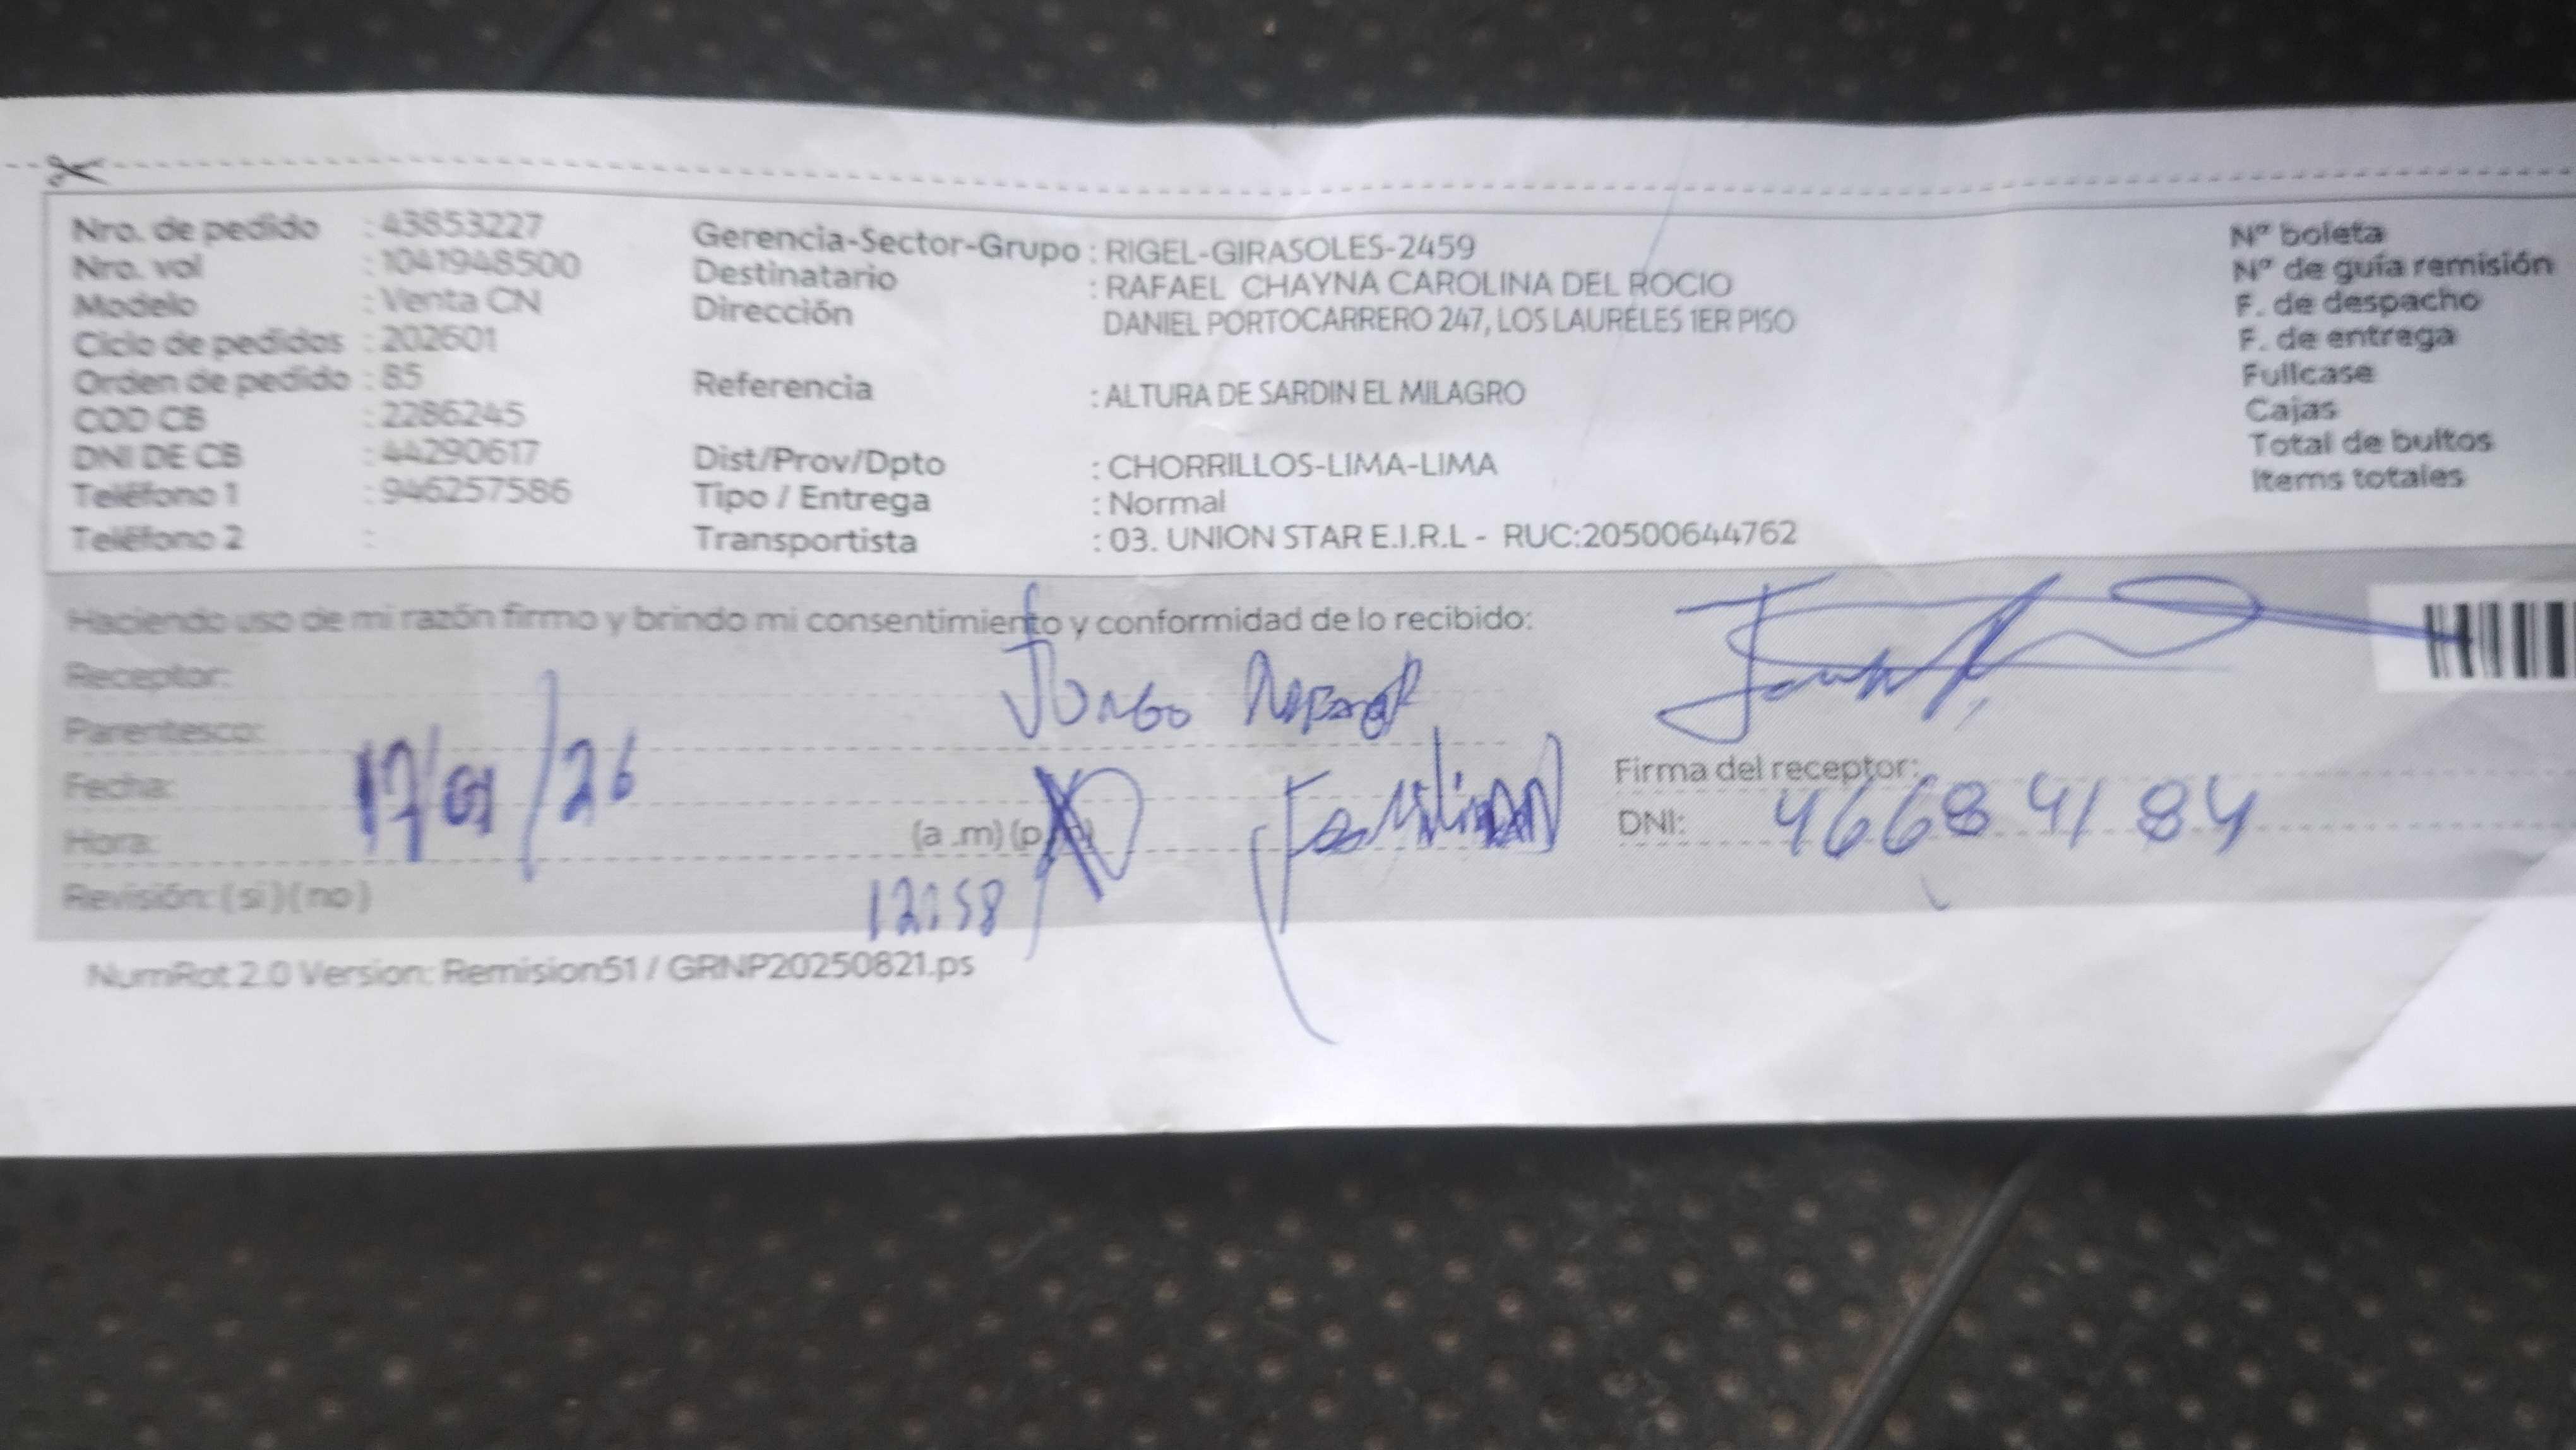 Nro. de pedido : 43853227
Nro. vol : 1041948500
Modelo : Venta CN
Ciclo de pedidos : 202601
Orden de pedido : 85
COD CB : 2286245
DNI DE CB : 44290617
Teléfono 1 : 946257586
Teléfono 2 :
Gerencia-Sector-Grupo : RIGEL-GIRASOLES-2459
Destinatario : RAFAEL CHAYNA CAROLINA DEL ROCIO
Dirección DANIEL PORTOCARRERO 247, LOS LAURELES 1ER PISO
Referencia : ALTURA DE SARDIN EL MILAGRO
Dist/Prov/Dpto : CHORRILLOS-LIMA-LIMA
Tipo / Entrega : Normal
Transportista : 03. UNION STAR E.I.R.L - RUC:20500644762
Nº boleta
Nº de guía remisión
F. de despacho
F. de entrega
Fullcase
Cajas
Total de bultos
Items totales
Haciendo uso de mi razón firmo y brindo mi consentimiento y conformidad de lo recibido:
Receptor:
Parentesco:
Fecha: 17/01/26
Hora: (a .m) (p
12:58
Revisión: (si) (no)
Firma del receptor:
DNI: 46684184
NumRot 2.0 Version: Remision51 / GRNP20250821.ps